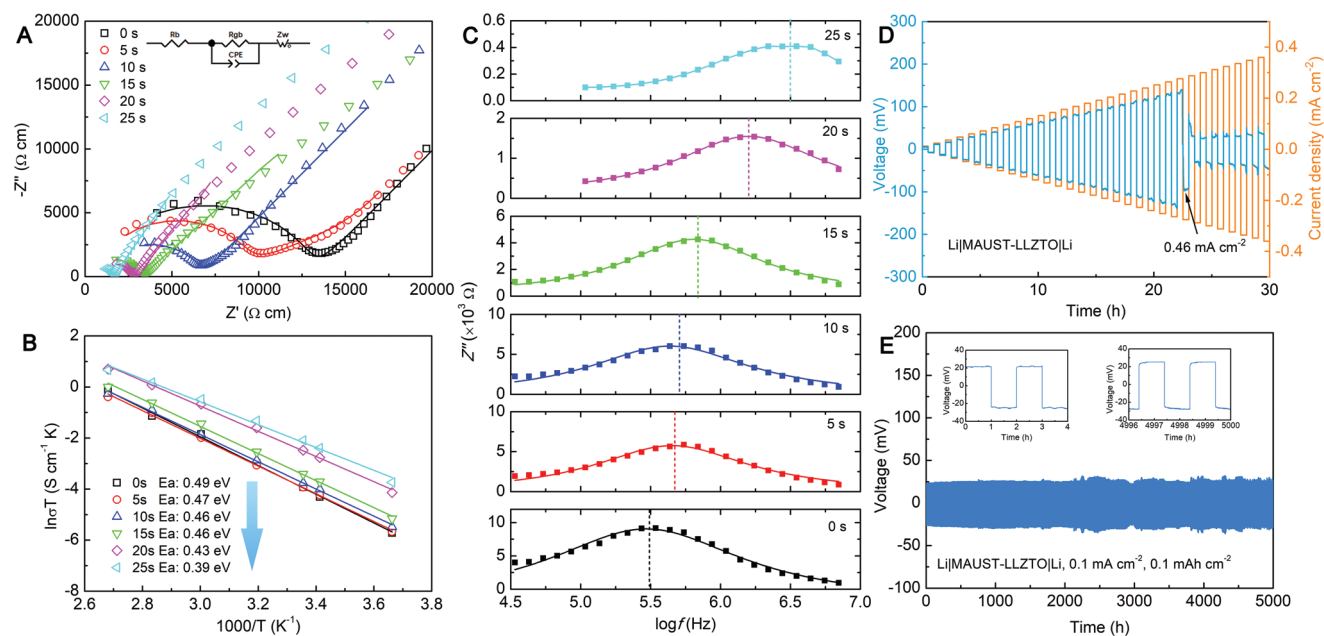 A
20000
15000
10000
5000
0
-Z'' (Ω cm)
0 s
5 s
10 s
15 s
20 s
25 s
Rb
Rgb
CPE
Zw
0 5000 10000 15000 20000
Z' (Ω cm)
B
2
0
-2
-4
-6
-8
lnσT (S cm⁻¹ K)
0s Ea: 0.49 eV
5s Ea: 0.47 eV
10s Ea: 0.46 eV
15s Ea: 0.46 eV
20s Ea: 0.43 eV
25s Ea: 0.39 eV
2.6 2.8 3.0 3.2 3.4 3.6 3.8
1000/T (K⁻¹)
C
Z'' (×10³ Ω)
0.6
0.4
0.2
0.0
25 s
2
1
0
20 s
6
4
2
0
15 s
10
5
0
10 s
10
5
0
5 s
10
5
0
0 s
4.5 5.0 5.5 6.0 6.5 7.0
logf (Hz)
D
300
200
100
0
-100
-200
-300
Voltage (mV)
0.4
0.2
0.0
-0.2
-0.4
Current density (mA cm⁻²)
Li|MAUST-LLZTO|Li
0.46 mA cm⁻²
0 5 10 15 20 25 30
Time (h)
E
200
150
100
50
0
-50
-100
Voltage (mV)
40
20
0
-20
-40
Voltage (mV)
0 1 2 3 4
Time (h)
40
20
0
-20
-40
Voltage (mV)
4996 4997 4998 4999 5000
Time (h)
Li|MAUST-LLZTO|Li, 0.1 mA cm⁻², 0.1 mAh cm⁻²
0 1000 2000 3000 4000 5000
Time (h)